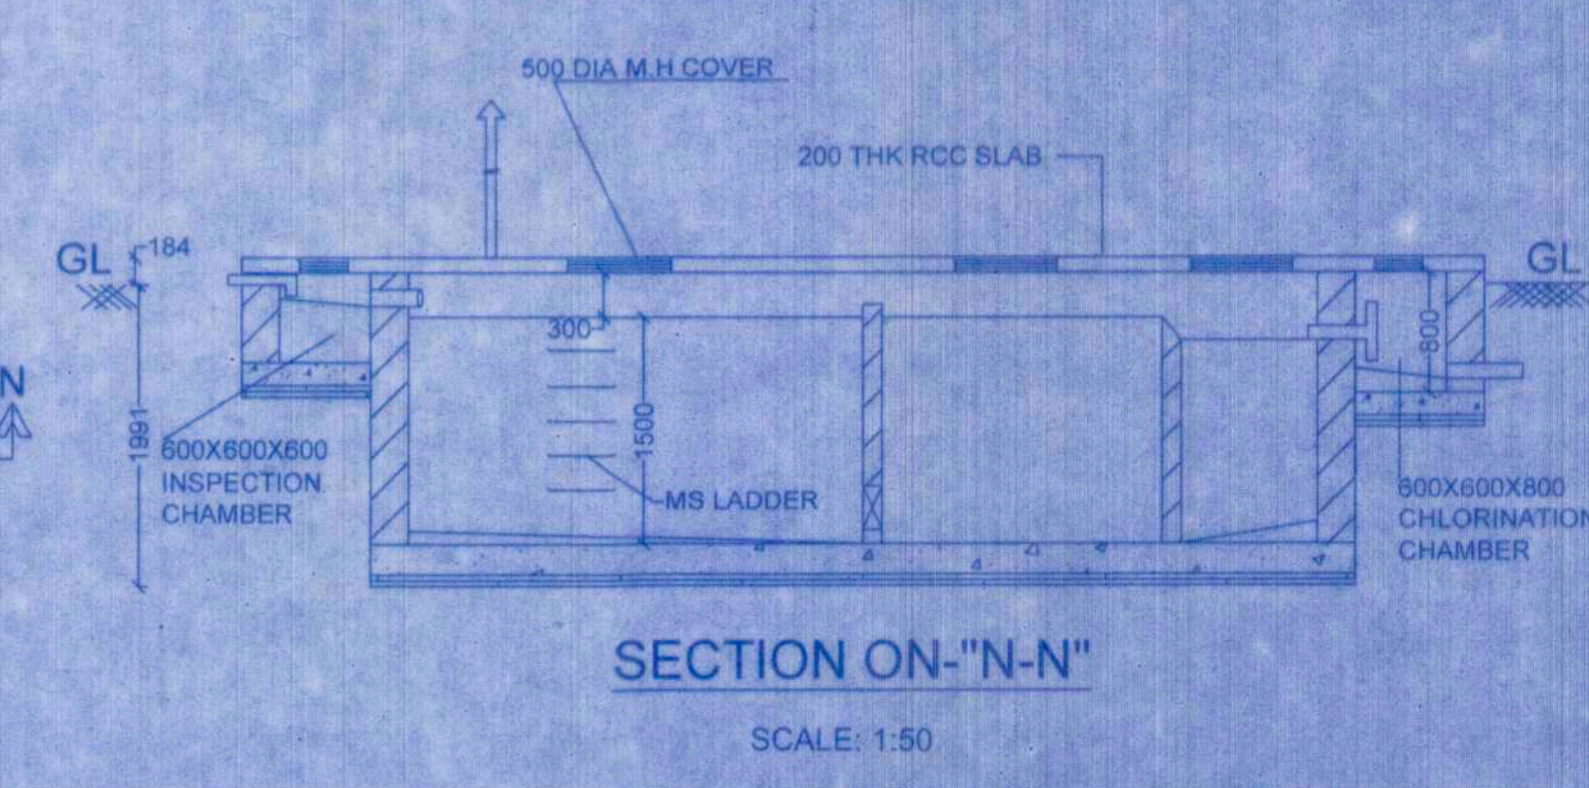 500 DIA M.H COVER
200 THK RCC SLAB
GL
184
GL
300
800
N
1991
1500
600X600X600
INSPECTION
CHAMBER
MS LADDER
600X600X800
CHLORINATION
CHAMBER
SECTION ON-"N-N"
SCALE: 1:50